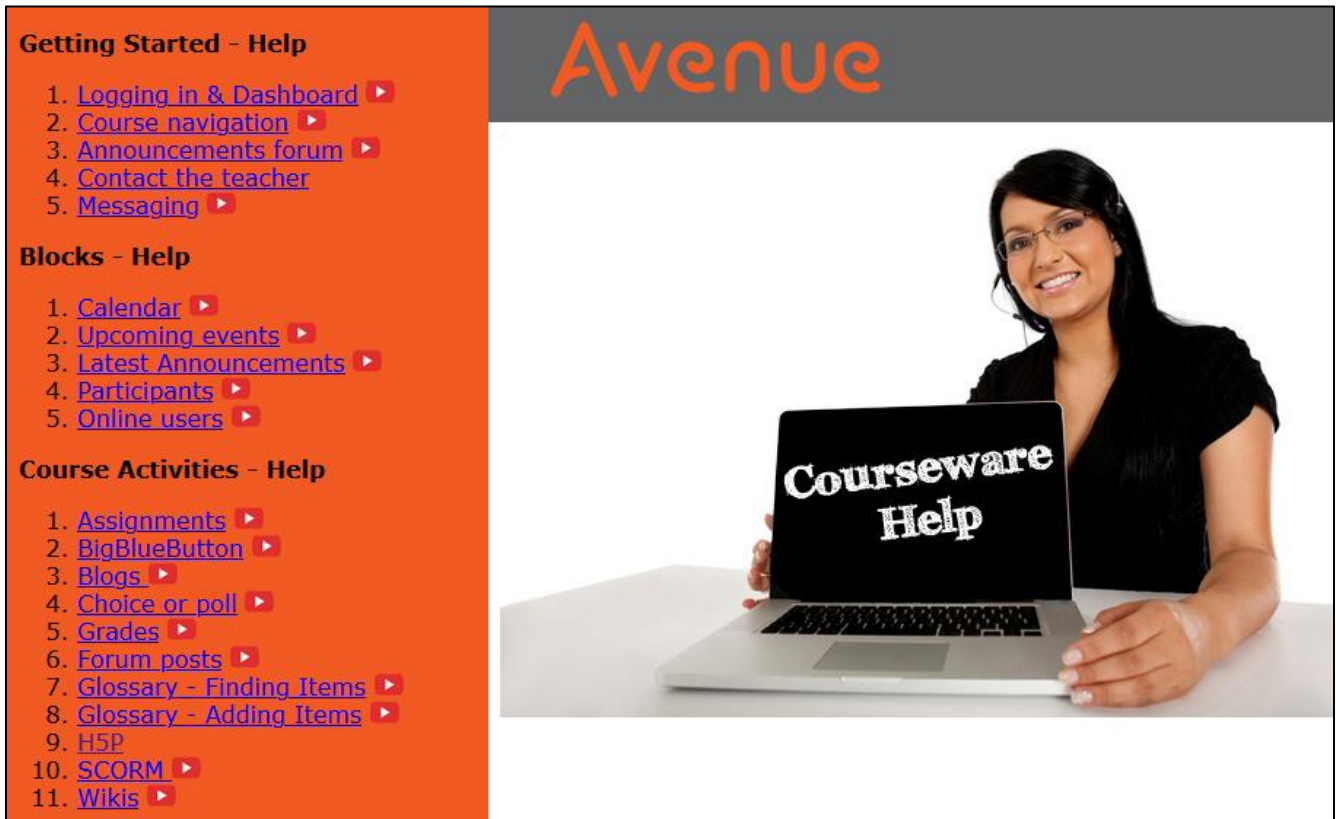 Getting Started - Help
1. Logging in & Dashboard
2. Course navigation
3. Announcements forum
4. Contact the teacher
5. Messaging
Blocks - Help
1. Calendar
2. Upcoming events
3. Latest Announcements
4. Participants
5. Online users
Course Activities - Help
1. Assignments
2. BigBlueButton
3. Blogs
4. Choice or poll
5. Grades
6. Forum posts
7. Glossary - Finding Items
8. Glossary - Adding Items
9. H5P
10. SCORM
11. Wikis
Avenue
Courseware
Help